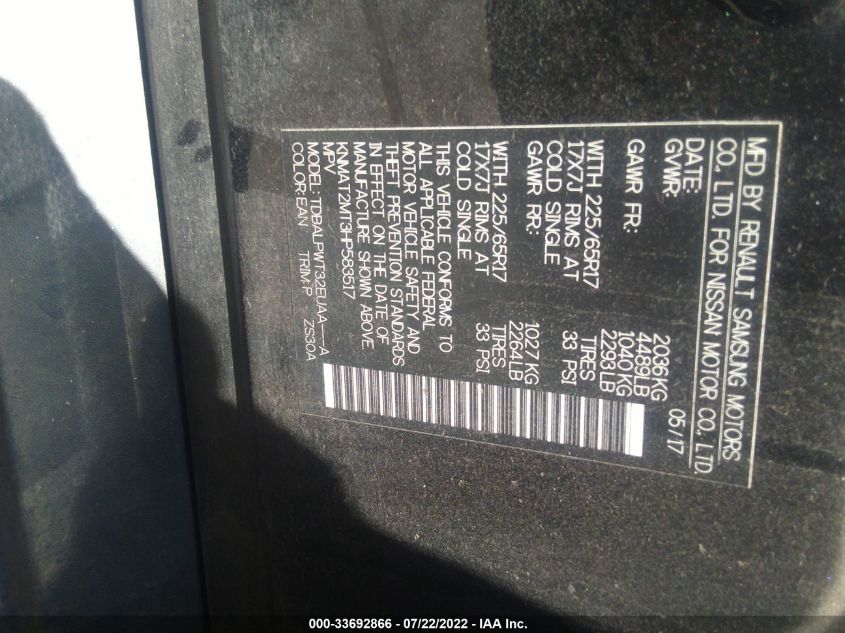 MFD BY RENAULT SAMSUNG MOTORS
CO. LTD. FOR NISSAN MOTOR CO., LTD.
DATE: 05/17
GVWR: 2036KG
4489LB
GAWR FR: 1040KG
2293LB
WITH 225/65R17 TIRES
17X7J RIMS AT 33 PSI
COLD SINGLE
GAWR RR: 1027KG
2264LB
WITH 225/65R17 TIRES
17X7J RIMS AT 33 PSI
COLD SINGLE
THIS VEHICLE CONFORMS TO
ALL APPLICABLE FEDERAL
MOTOR VEHICLE SAFETY AND
THEFT PREVENTION STANDARDS
IN EFFECT ON THE DATE OF
MANUFACTURE SHOWN ABOVE.
KNMAT2MT3HP583517
MPV
MODEL: TDBALPWT32EUAA----A
COLOR:EAN TRIM:P ZS30A
000-33692866 - 07/22/2022 - IAA Inc.